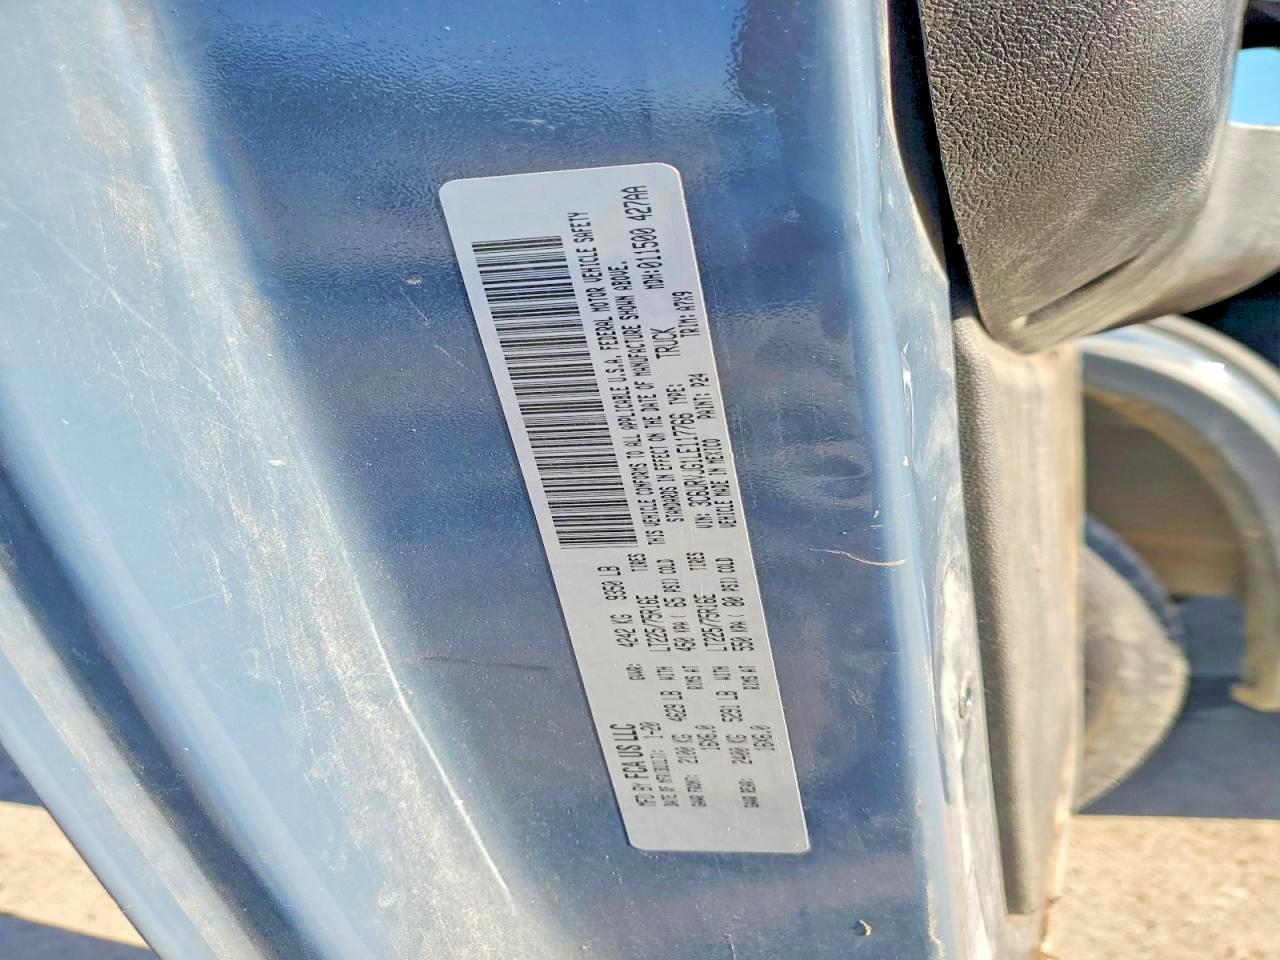 MFD BY: FCA US LLC
DATE OF MFR(BUILT): 1-20 GVWR: 4242 KG 9350 LB
GAWR FRONT: 2100 KG 4629 LB WITH LT225/75R16E TIRES
16X6.0 RIMS AT 450 KPA ( 65 PSI) COLD
GAWR REAR: 2400 KG 5291 LB WITH LT225/75R16E TIRES
16X6.0 RIMS AT 550 KPA ( 80 PSI) COLD
THIS VEHICLE CONFORMS TO ALL APPLICABLE U.S.A. FEDERAL MOTOR VEHICLE SAFETY
STANDARDS IN EFFECT ON THE DATE OF MANUFACTURE SHOWN ABOVE.
VIN: 3C6URVJG1LE117766 TYPE: TRUCK MDH:011500 427AA
VEHICLE MADE IN MEXICO PAINT: P24 TRIM:A7X9